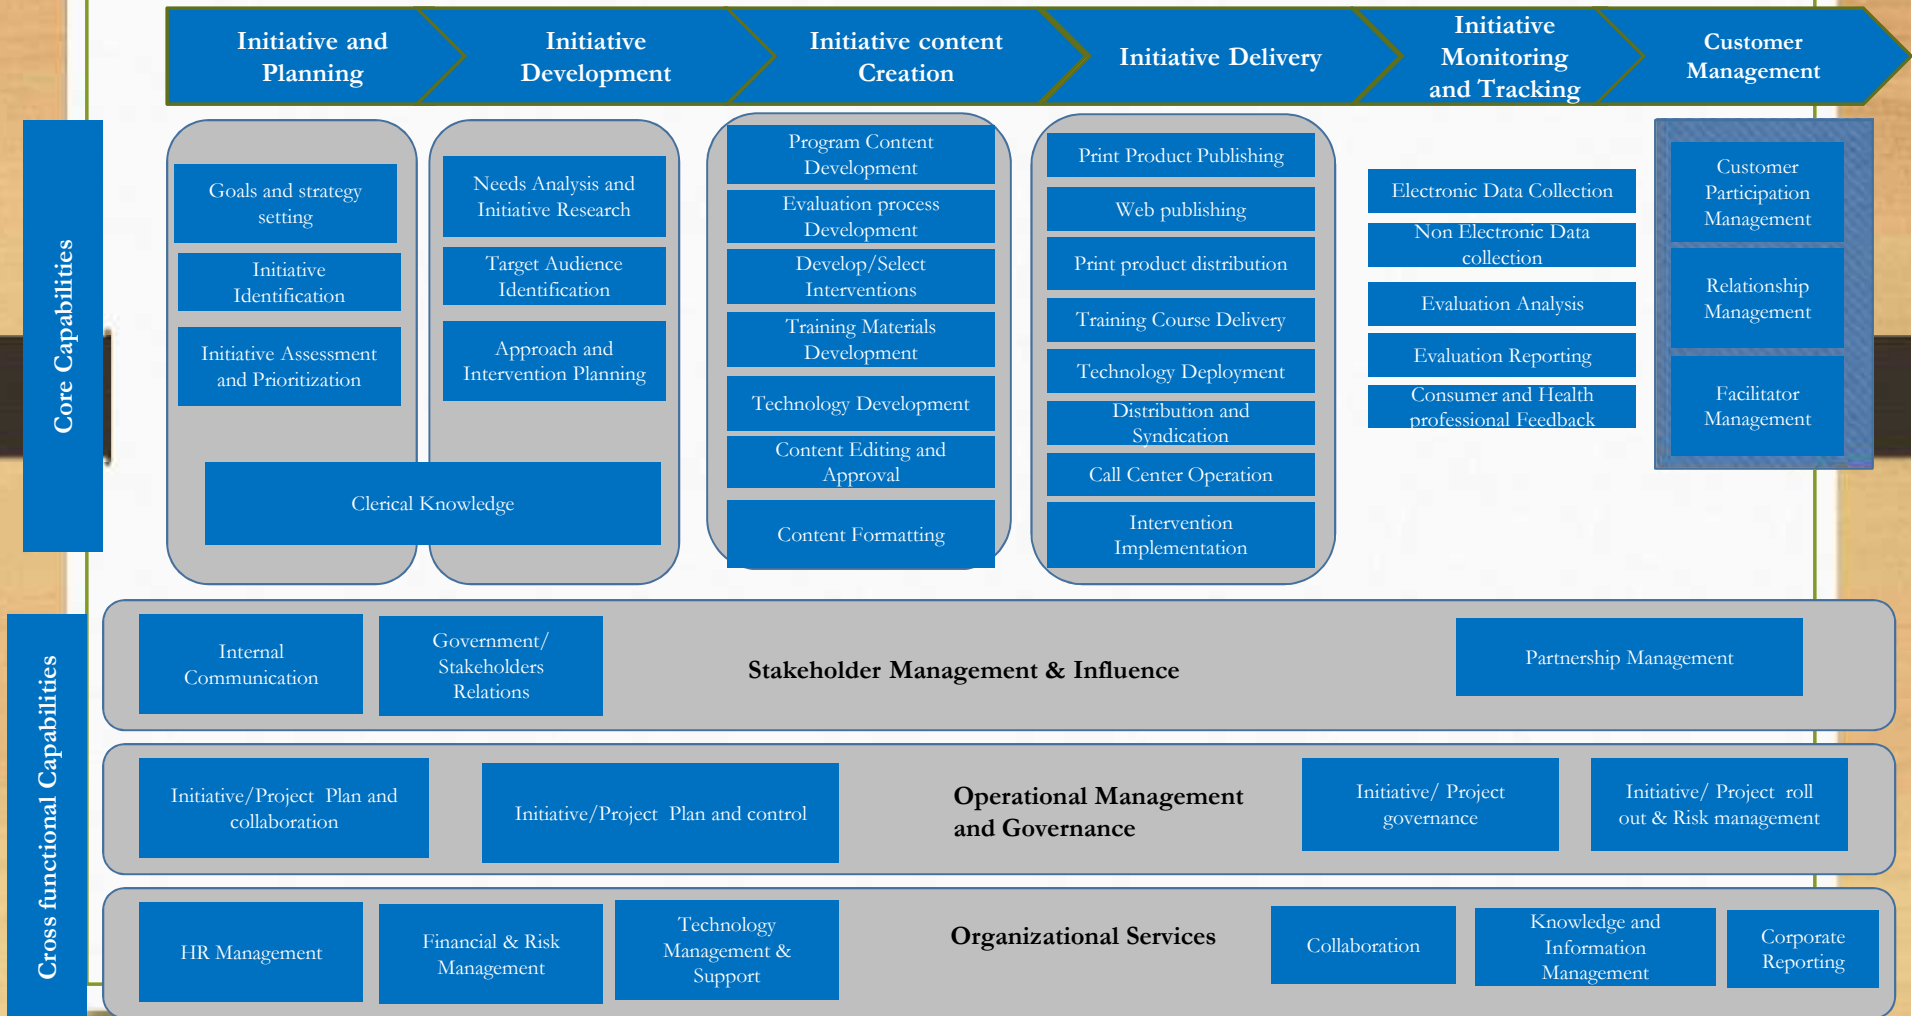 Initiative and
Planning
Initiative
Development
Initiative content
Creation
Initiative Delivery
Initiative
Monitoring
and Tracking
Customer
Management
Core Capabilities
Goals and strategy
setting
Initiative
Identification
Initiative Assessment
and Prioritization
Needs Analysis and
Initiative Research
Target Audience
Identification
Approach and
Intervention Planning
Clerical Knowledge
Program Content
Development
Evaluation process
Development
Develop/Select
Interventions
Training Materials
Development
Technology Development
Content Editing and
Approval
Content Formatting
Print Product Publishing
Web publishing
Print product distribution
Training Course Delivery
Technology Deployment
Distribution and
Syndication
Call Center Operation
Intervention
Implementation
Electronic Data Collection
Non Electronic Data
collection
Evaluation Analysis
Evaluation Reporting
Consumer and Health
professional Feedback
Customer
Participation
Management
Relationship
Management
Facilitator
Management
Cross functional Capabilities
Internal
Communication
Government/
Stakeholders
Relations
Stakeholder Management & Influence
Partnership Management
Initiative/Project Plan and
collaboration
Initiative/Project Plan and control
Operational Management
and Governance
Initiative/ Project
governance
Initiative/ Project roll
out & Risk management
HR Management
Financial & Risk
Management
Technology
Management &
Support
Organizational Services
Collaboration
Knowledge and
Information
Management
Corporate
Reporting